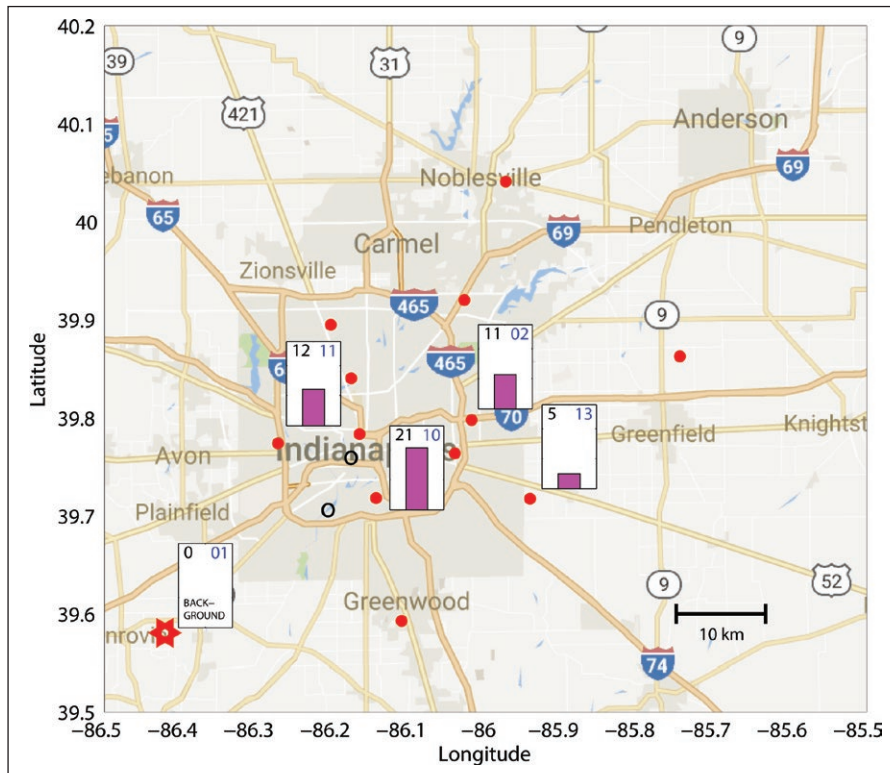 40.2
40.1
40
39.9
39.8
39.7
39.6
39.5
Latitude
−86.5 −86.4 −86.3 −86.2 −86.1 −86 −85.9 −85.8 −85.7 −85.6 −85.5
Longitude
39
31
9
421
Anderson
69
5
ebanon
Noblesville
65
69
Pendleton
Carmel
Zionsville
465
9
12 11
11 02
6
465
70
5 13
Knightst
Greenfield
21 10
Indianap
Avon
Plainfield
0 01
BACK–
GROUND
52
9
Greenwood
10 km
nrovi
74